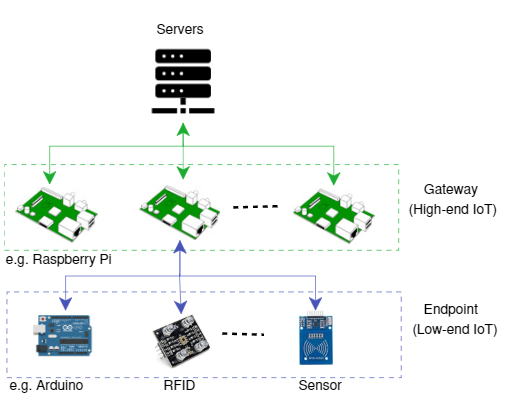 Servers
Gateway
(High-end IoT)
e.g. Raspberry Pi
Endpoint
(Low-end IoT)
e.g. Arduino
RFID
Sensor